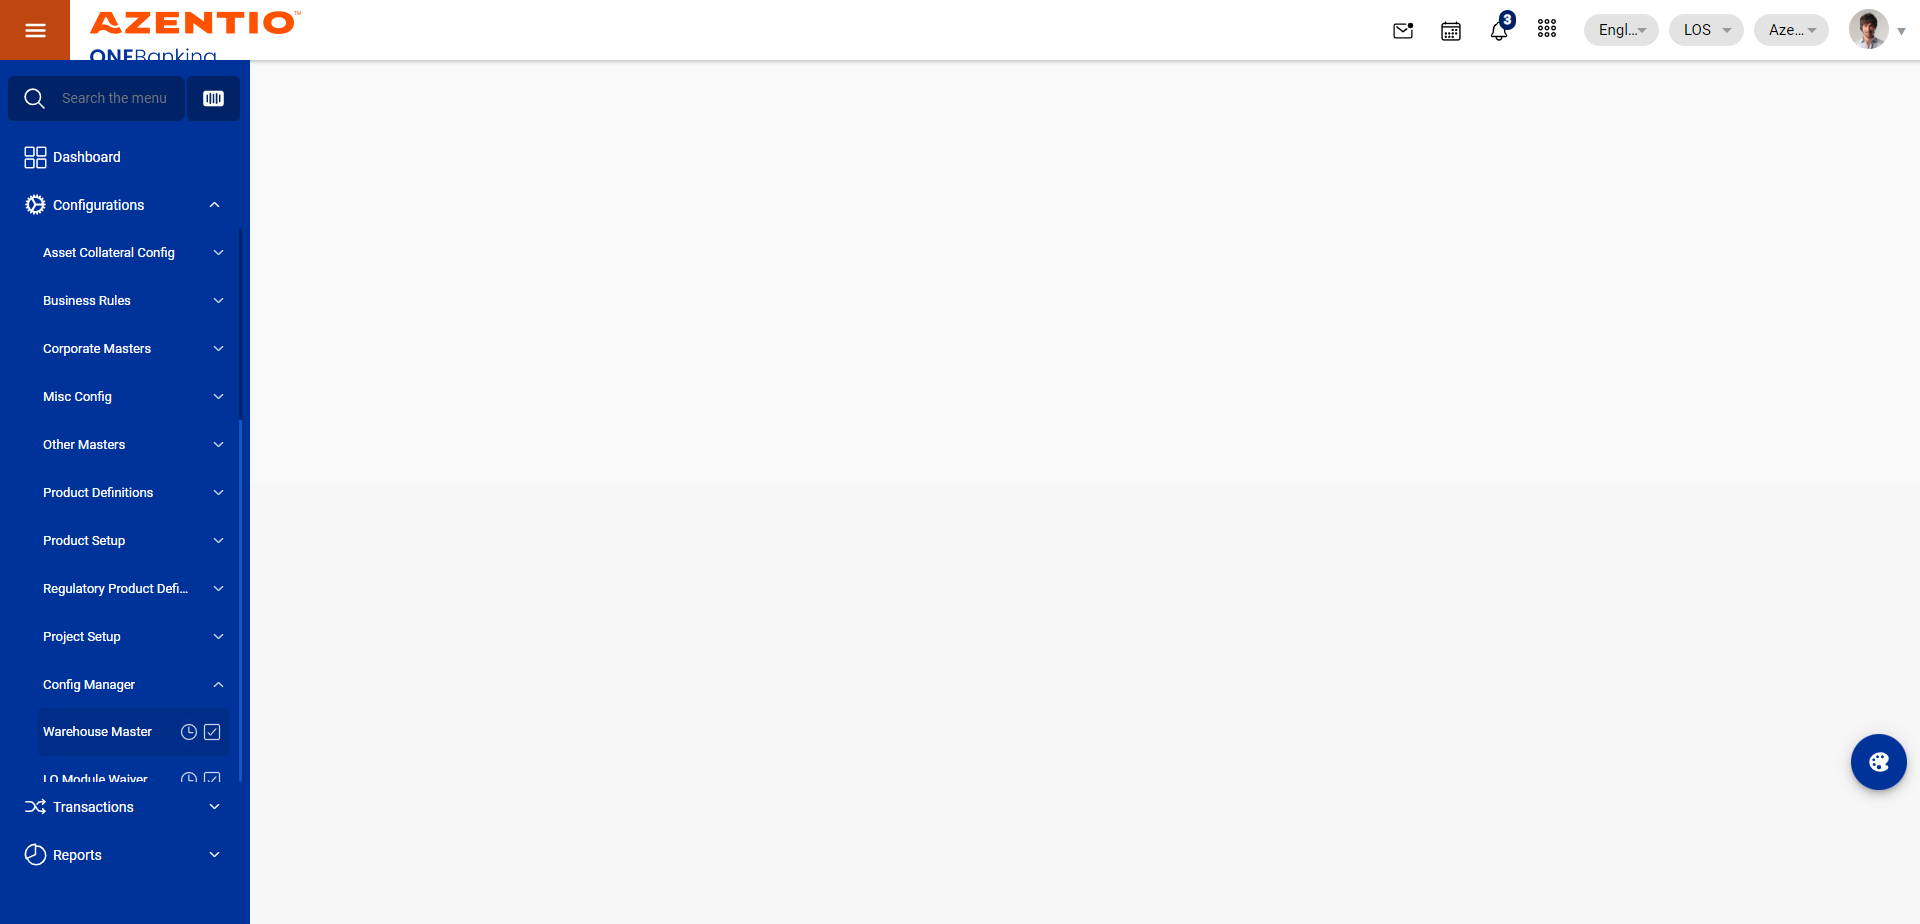 AZENTIO™
ONEBanking
3
Engl...
LOS
Aze...
Search the menu
Dashboard
Configurations
Asset Collateral Config
Business Rules
Corporate Masters
Misc Config
Other Masters
Product Definitions
Product Setup
Regulatory Product Defi...
Project Setup
Config Manager
Warehouse Master
LO Module Waiver
Transactions
Reports